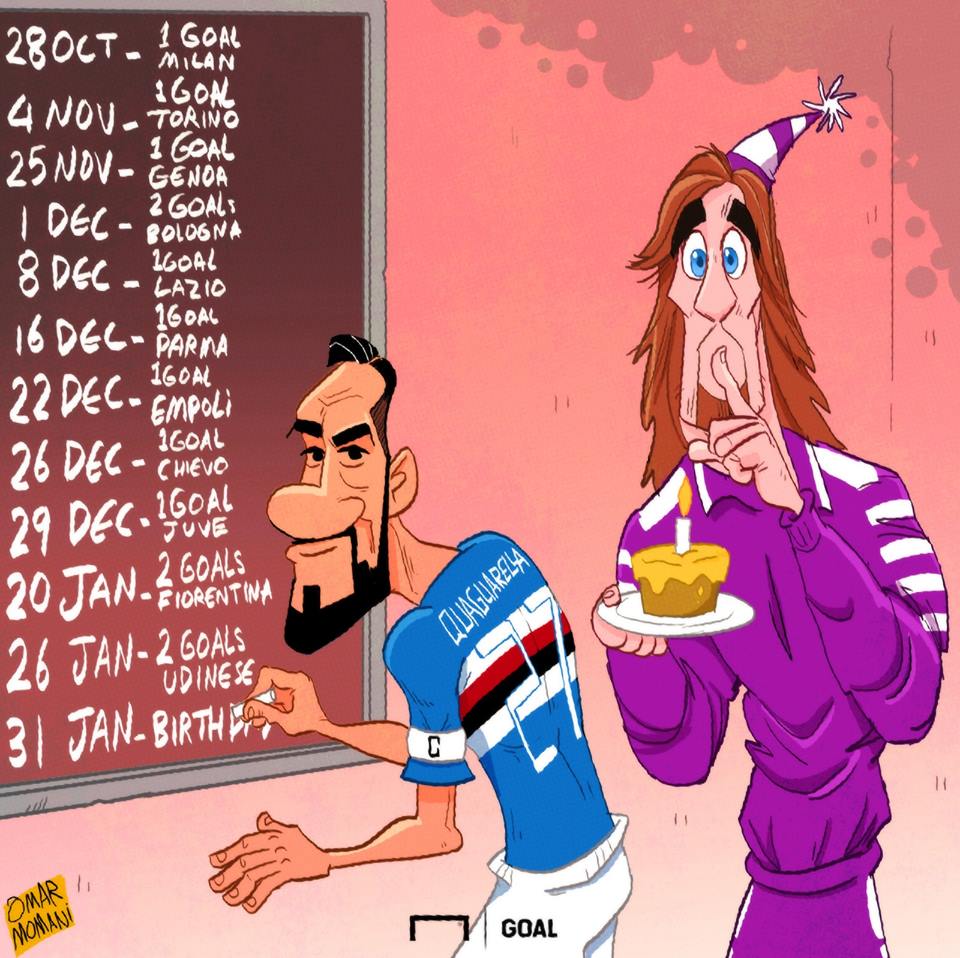 28 OCT - 1 GOAL
MILAN
4 NOV - 1 GOAL
TORINO
25 NOV - 1 GOAL
GENOA
1 DEC - 2 GOALS
BOLOGNA
8 DEC - 1 GOAL
LAZIO
16 DEC - 1 GOAL
PARMA
22 DEC - 1 GOAL
EMPOLI
26 DEC - 1 GOAL
CHIEVO
29 DEC - 1 GOAL
JUVE
20 JAN - 2 GOALS
FIORENTINA
26 JAN - 2 GOALS
UDINESE
31 JAN - BIRTHDA
QUAGUARELLA
27
C
OMAR
MOMANI
GOAL